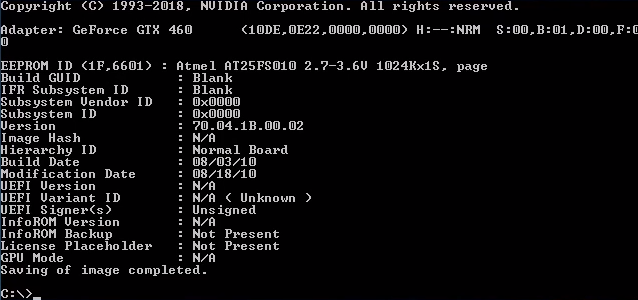 Copyright (C) 1993-2018, NVIDIA Corporation. All rights reserved.
Adapter: GeForce GTX 460      (10DE,0E22,0000,0000) H:--:NRM  S:00,B:01,D:00,F:0
0
EEPROM ID (1F,6601) : Atmel AT25FS010 2.7-3.6V 1024Kx1S, page
Build GUID            : Blank
IFR Subsystem ID      : Blank
Subsystem Vendor ID   : 0x0000
Subsystem ID          : 0x0000
Version               : 70.04.1B.00.02
Image Hash            : N/A
Hierarchy ID          : Normal Board
Build Date            : 08/03/10
Modification Date     : 08/18/10
UEFI Version          : N/A
UEFI Variant ID       : N/A ( Unknown )
UEFI Signer(s)        : Unsigned
InfoROM Version       : N/A
InfoROM Backup        : Not Present
License Placeholder   : Not Present
GPU Mode              : N/A
Saving of image completed.
C:\>_